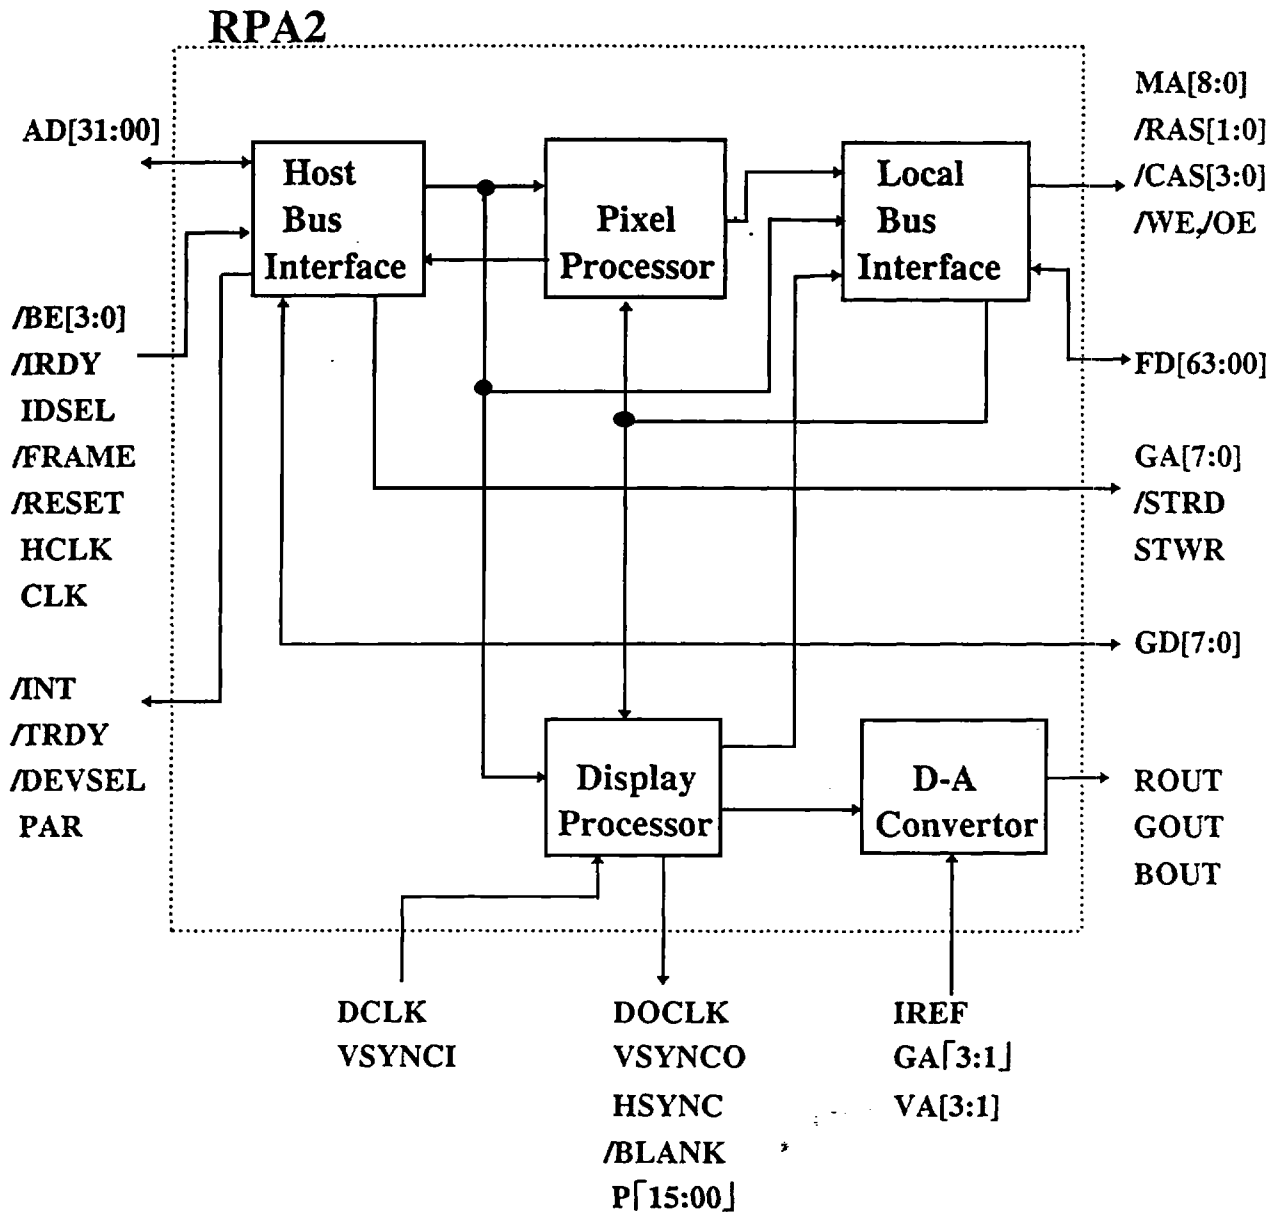 RPA2
AD[31:00]
/BE[3:0]
/IRDY
IDSEL
/FRAME
/RESET
HCLK
CLK
/INT
/TRDY
/DEVSEL
PAR
Host
Bus
Interface
Pixel
Processor
Local
Bus
Interface
Display
Processor
D-A
Convertor
MA[8:0]
/RAS[1:0]
/CAS[3:0]
/WE,/OE
FD[63:00]
GA[7:0]
/STRD
STWR
GD[7:0]
ROUT
GOUT
BOUT
DCLK
VSYNCI
DOCLK
VSYNCO
HSYNC
/BLANK
P⌈15:00⌋
IREF
GA⌈3:1⌋
VA[3:1]